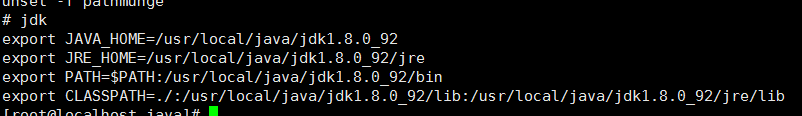 unset -f pathmunge
# jdk
export JAVA_HOME=/usr/local/java/jdk1.8.0_92
export JRE_HOME=/usr/local/java/jdk1.8.0_92/jre
export PATH=$PATH:/usr/local/java/jdk1.8.0_92/bin
export CLASSPATH=./:/usr/local/java/jdk1.8.0_92/lib:/usr/local/java/jdk1.8.0_92/jre/lib
[root@localhost java]#